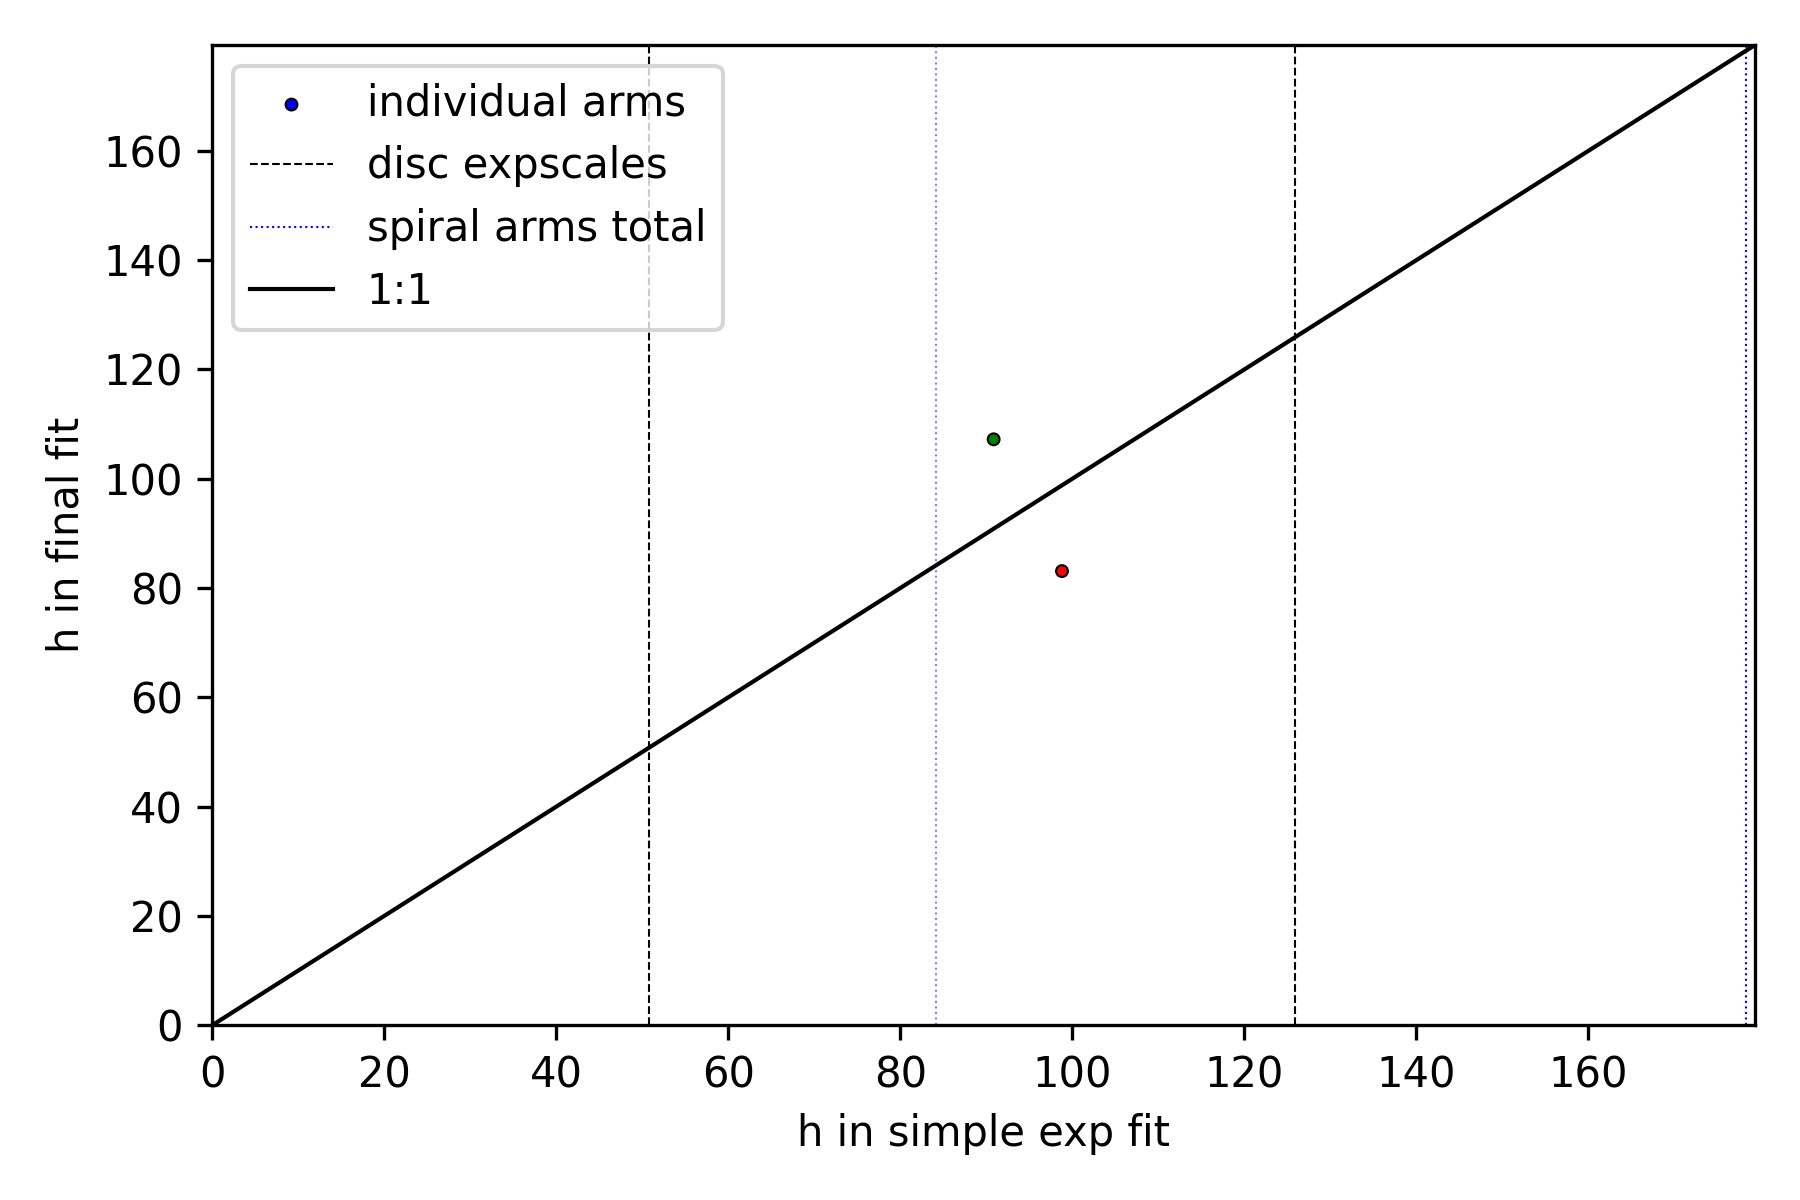 individual arms
disc expscales
spiral arms total
1:1
160
140
120
100
80
60
40
20
0
h in final fit
0 20 40 60 80 100 120 140 160
h in simple exp fit